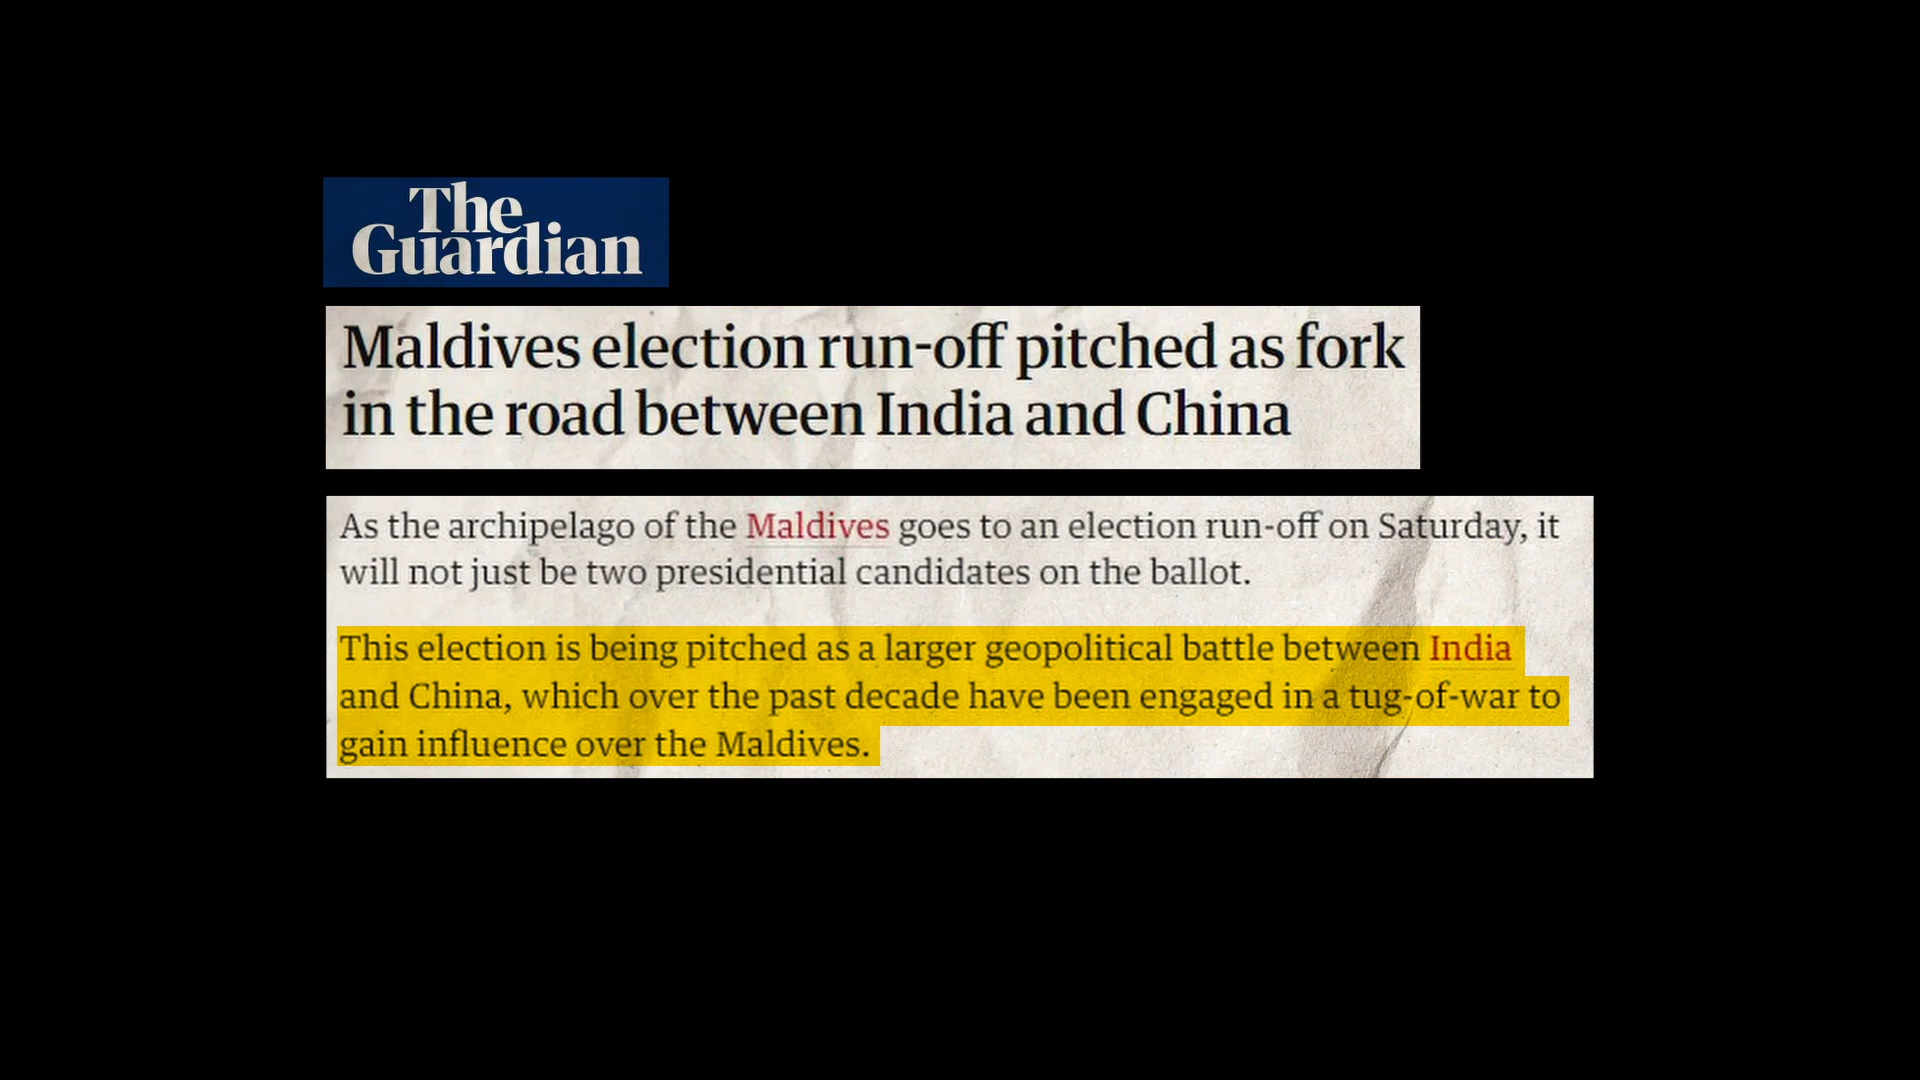 The
Guardian
Maldives election run-off pitched as fork
in the road between India and China
As the archipelago of the Maldives goes to an election run-off on Saturday, it
will not just be two presidential candidates on the ballot.
This election is being pitched as a larger geopolitical battle between India
and China, which over the past decade have been engaged in a tug-of-war to
gain influence over the Maldives.